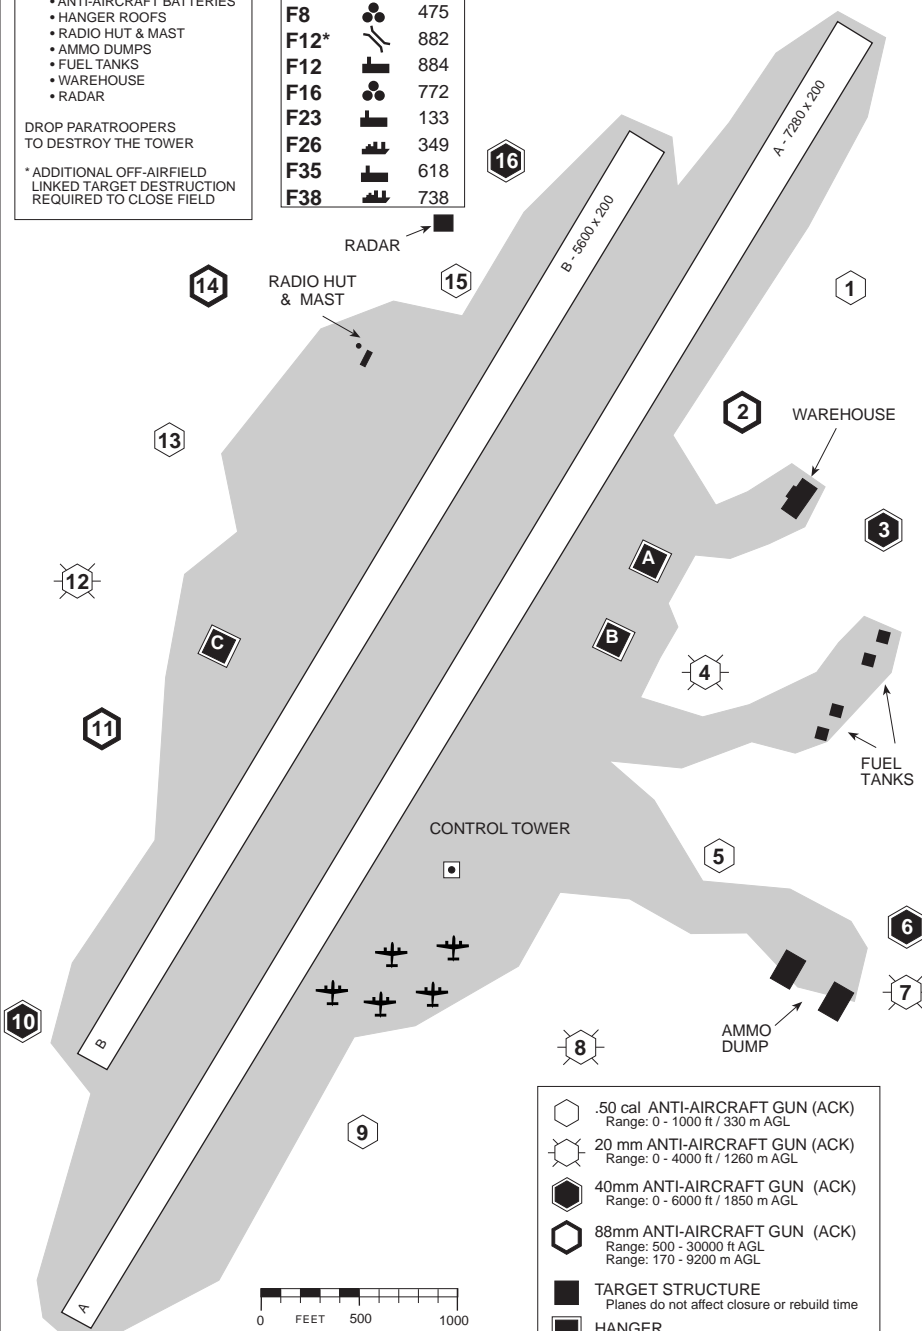 • ANTI-AIRCRAFT BATTERIES
• HANGER ROOFS
• RADIO HUT & MAST
• AMMO DUMPS
• FUEL TANKS
• WAREHOUSE
• RADAR
DROP PARATROOPERS
TO DESTROY THE TOWER
* ADDITIONAL OFF-AIRFIELD
LINKED TARGET DESTRUCTION
REQUIRED TO CLOSE FIELD
F8 475
F12* 882
F12 884
F16 772
F23 133
F26 349
F35 618
F38 738
A - 7280 x 200
B - 5600 x 200
16
RADAR
14
RADIO HUT
& MAST
15
1
2
WAREHOUSE
13
3
A
12
C
B
4
11
FUEL
TANKS
CONTROL TOWER
5
6
7
10
B
AMMO
DUMP
8
9
A
0 FEET 500 1000
.50 cal ANTI-AIRCRAFT GUN (ACK)
Range: 0 - 1000 ft / 330 m AGL
20 mm ANTI-AIRCRAFT GUN (ACK)
Range: 0 - 4000 ft / 1260 m AGL
40mm ANTI-AIRCRAFT GUN (ACK)
Range: 0 - 6000 ft / 1850 m AGL
88mm ANTI-AIRCRAFT GUN (ACK)
Range: 500 - 30000 ft AGL
Range: 170 - 9200 m AGL
TARGET STRUCTURE
Planes do not affect closure or rebuild time
HANGER